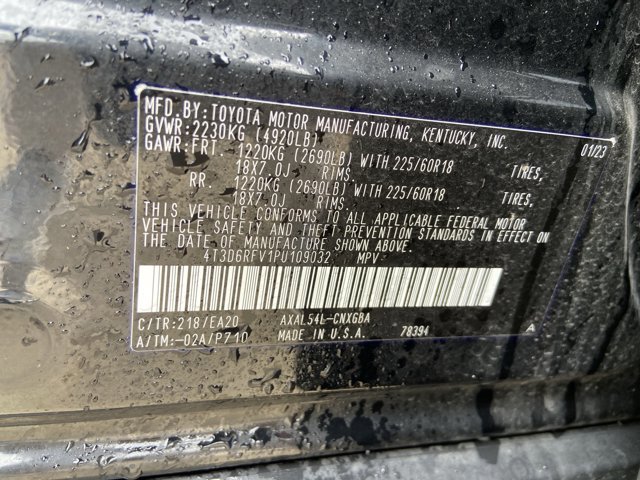 MFD BY:TOYOTA MOTOR MANUFACTURING, KENTUCKY, INC.
GVWR:2230KG (4920LB) 01/23
GAWR:FRT. 1220KG (2690LB) WITH 225/60R18 TIRES,
18X7.0J RIMS.
RR. 1220KG (2690LB) WITH 225/60R18 TIRES,
18X7.0J RIMS.
THIS VEHICLE CONFORMS TO ALL APPLICABLE FEDERAL MOTOR
VEHICLE SAFETY AND THEFT PREVENTION STANDARDS IN EFFECT ON
THE DATE OF MANUFACTURE SHOWN ABOVE.
4T3D6RFV1PU109032 MPV
C/TR:218/EA20 AXAL54L-CNXGBA
A/TM:-02A/P710 MADE IN U.S.A. 78394 A